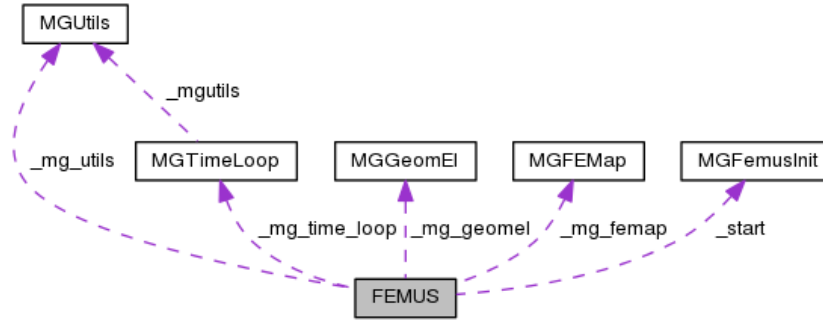 MGUtils
_mgutils
_mg_utils
MGTimeLoop
MGGeomEl
MGFEMap
MGFemusInit
_mg_time_loop
_mg_geomel
_mg_femap
_start
FEMUS